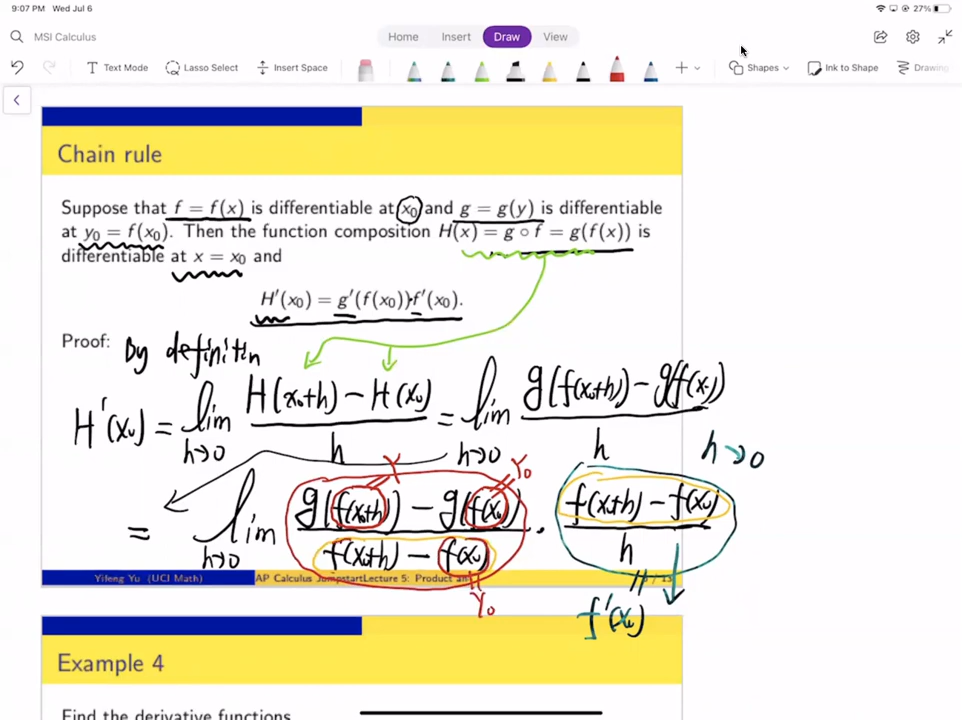 9:07 PM Wed Jul 6
27%
MSI Calculus
Home Insert Draw View
Text Mode Lasso Select Insert Space Shapes Ink to Shape Drawing
Chain rule
Suppose that f = f(x) is differentiable at x₀ and g = g(y) is differentiable
at y₀ = f(x₀). Then the function composition H(x) = g ∘ f = g(f(x)) is
differentiable at x = x₀ and
H′(x₀) = g′(f(x₀))·f′(x₀).
Proof: By definitin
H'(x₀) = lim h→0 (H(x₀+h) − H(x₀)) / h = lim h→0 (g(f(x₀+h)) − g(f(x₀))) / h
h→0
Y Y₀
= lim h→0 (g(f(x₀+h)) − g(f(x₀))) / (f(x₀+h) − f(x₀)) · (f(x₀+h) − f(x₀)) / h
Yifeng Yu (UCI Math) AP Calculus Jumpstart Lecture 5: Product an / 13
Y₀ f'(x₀)
Example 4
Find the derivative functions